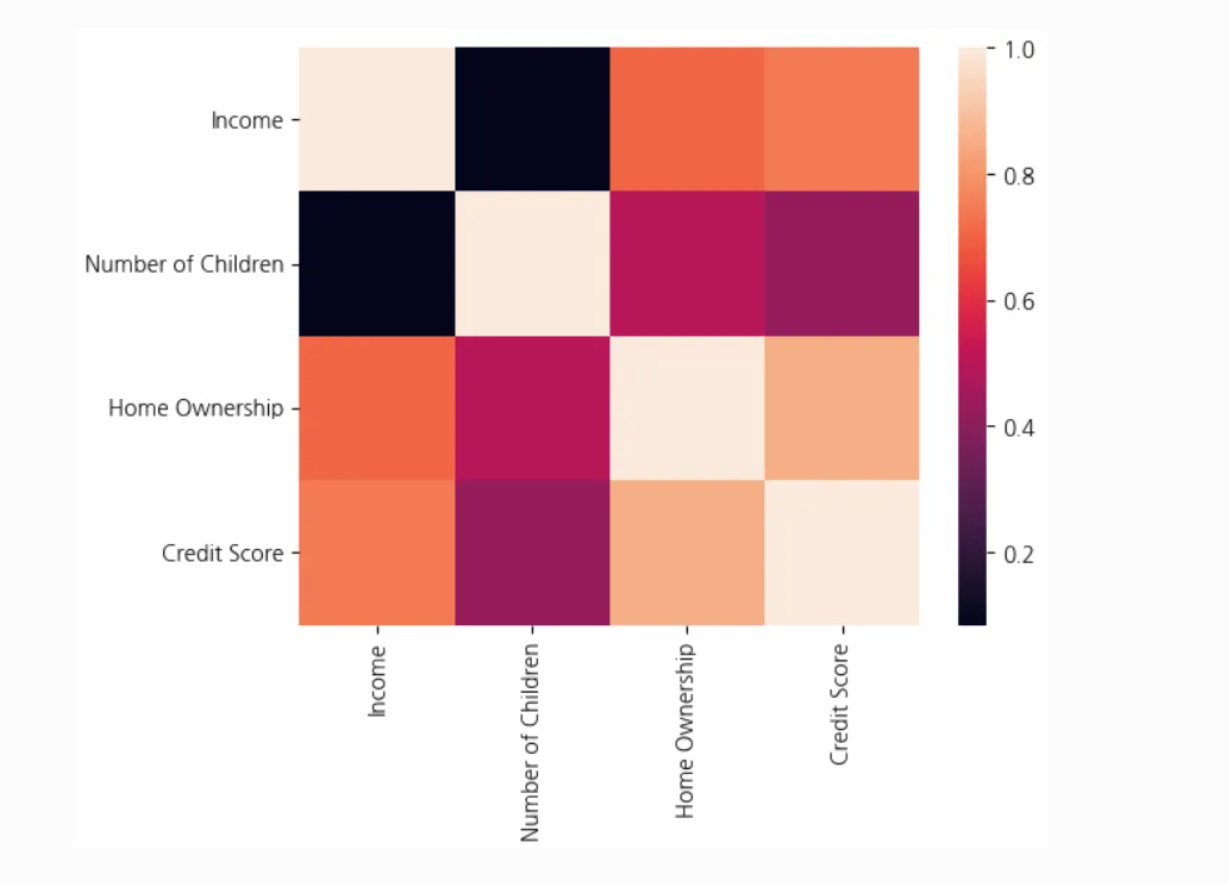 Income
Number of Children
Home Ownership
Credit Score
1.0
0.8
0.6
0.4
0.2
Income
Number of Children
Home Ownership
Credit Score